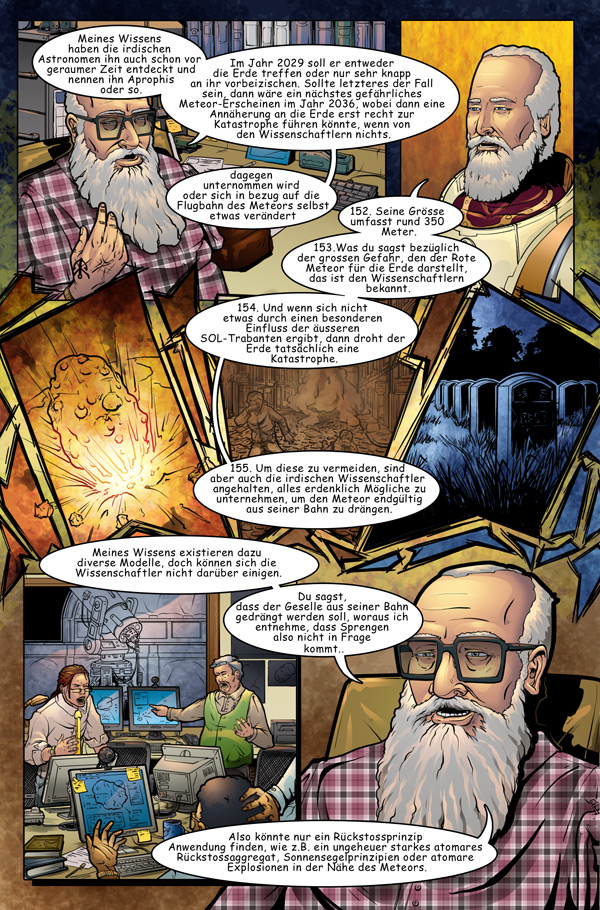 Meines Wissens
haben die irdischen
Astronomen ihn auch schon vor
geraumer Zeit entdeckt und
nennen ihn Aprophis
oder so.
Im Jahr 2029 soll er entweder
die Erde treffen oder nur sehr knapp
an ihr vorbeizischen. Sollte letzteres der Fall
sein, dann wäre ein nächstes gefährliches
Meteor-Erscheinen im Jahr 2036, wobei dann eine
Annäherung an die Erde erst recht zur
Katastrophe führen könnte, wenn von
den Wissenschaftlern nichts.
dagegen
unternommen wird
oder sich in bezug auf die
Flugbahn des Meteors selbst
etwas verändert
152. Seine Grösse
umfasst rund 350
Meter.
153.Was du sagst bezüglich
der grossen Gefahr, den der Rote
Meteor für die Erde darstellt,
das ist den Wissenschaftlern
bekannt.
154. Und wenn sich nicht
etwas durch einen besonderen
Einfluss der äusseren
SOL-Trabanten ergibt, dann droht der
Erde tatsächlich eine
Katastrophe.
155. Um diese zu vermeiden, sind
aber auch die irdischen Wissenschaftler
angehalten, alles erdenklich Mögliche zu
unternehmen, um den Meteor endgültig
aus seiner Bahn zu drängen.
Meines Wissens existieren dazu
diverse Modelle, doch können sich die
Wissenschaftler nicht darüber einigen.
Du sagst,
dass der Geselle aus seiner Bahn
gedrängt werden soll, woraus ich
entnehme, dass Sprengen
also nicht in Frage
kommt..
Also könnte nur ein Rückstossprinzip
Anwendung finden, wie z.B. ein ungeheuer starkes atomares
Rückstossaggregat, Sonnensegelprinzipien oder atomare
Explosionen in der Nähe des Meteors.